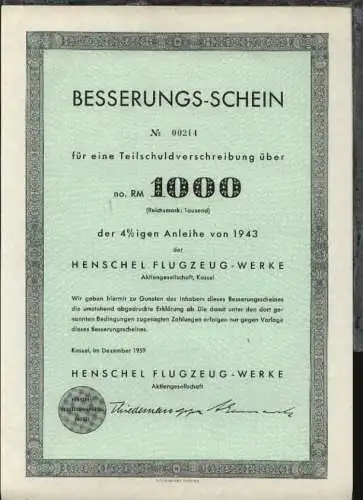 BESSERUNGS-SCHEIN
№ 00214
für eine Teilschuldverschreibung über
no. RM 1000
(Reichsmark: Tausend)
der 4%igen Anleihe von 1943
der
HENSCHEL FLUGZEUG-WERKE
Aktiengesellschaft, Kassel
Wir geben hiermit zu Gunsten des Inhabers dieses Besserungsscheines
die umstehend abgedruckte Erklärung ab. Die damit unter den dort ge-
nannten Bedingungen zugesagten Zahlungen erfolgen nur gegen Vorlage
dieses Besserungsscheines.
Kassel, im Dezember 1959
HENSCHEL FLUGZEUG-WERKE
Aktiengesellschaft